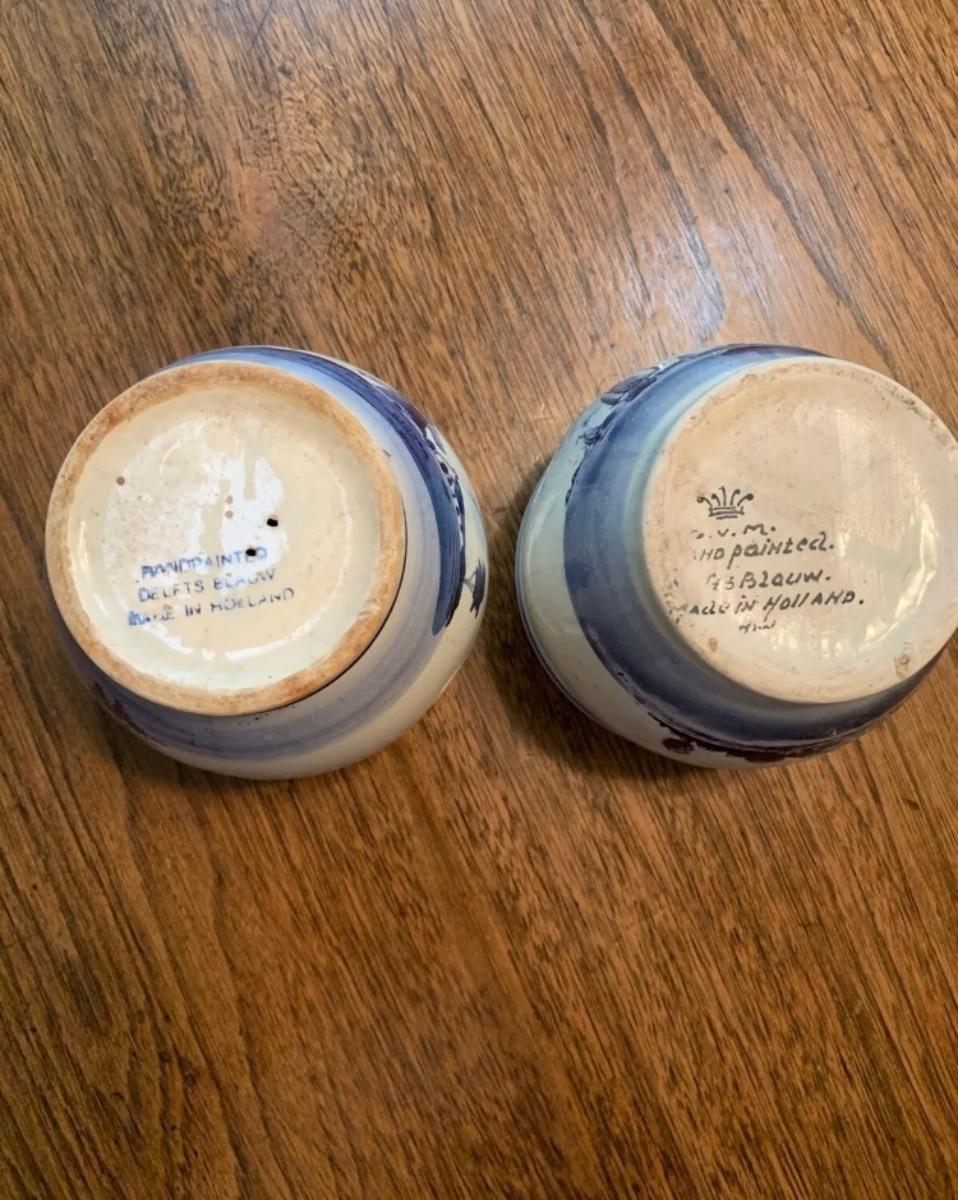 HANDPAINTED
DELFTS BLAUW
MADE IN HOLLAND
.V.M.
painted.
Blauw.
Made in HollAND.